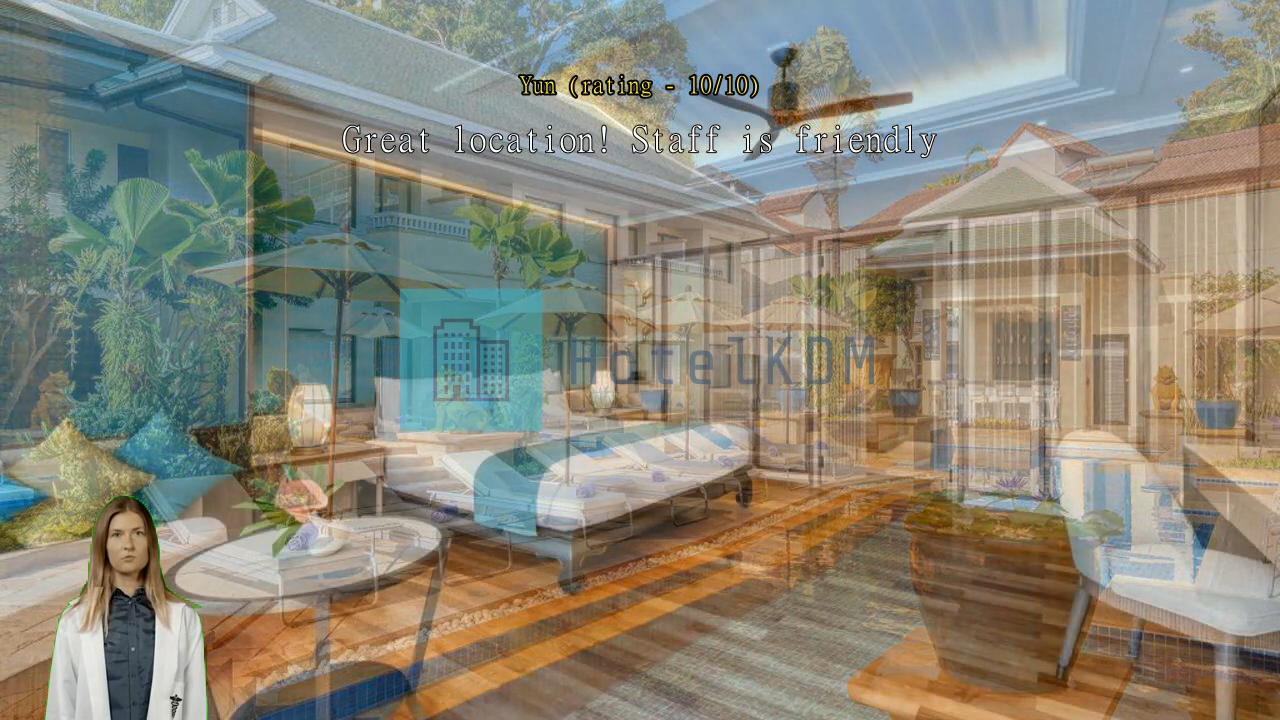 Yun (rating - 10/10)
Great location! Staff is friendly
HotelKDM